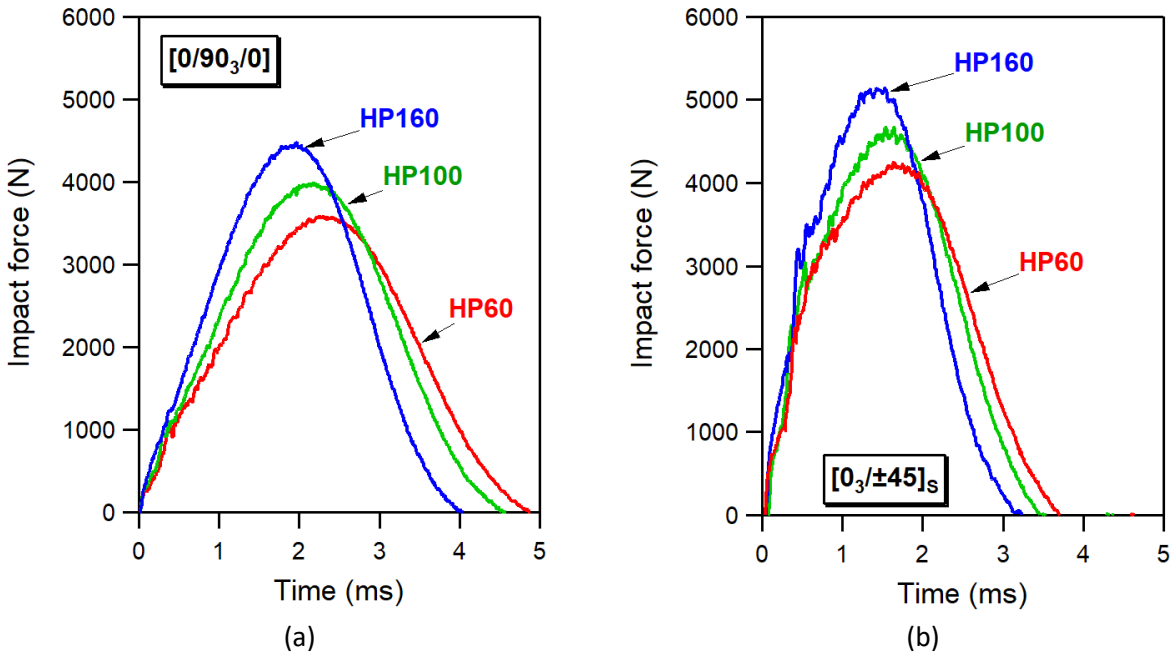 6000
5000
4000
3000
2000
1000
0
Impact force (N)
[0/90₃/0]
HP160
HP100
HP60
0 1 2 3 4 5
Time (ms)
(a)
6000
5000
4000
3000
2000
1000
0
Impact force (N)
HP160
HP100
HP60
[0₃/±45]ₛ
0 1 2 3 4 5
Time (ms)
(b)